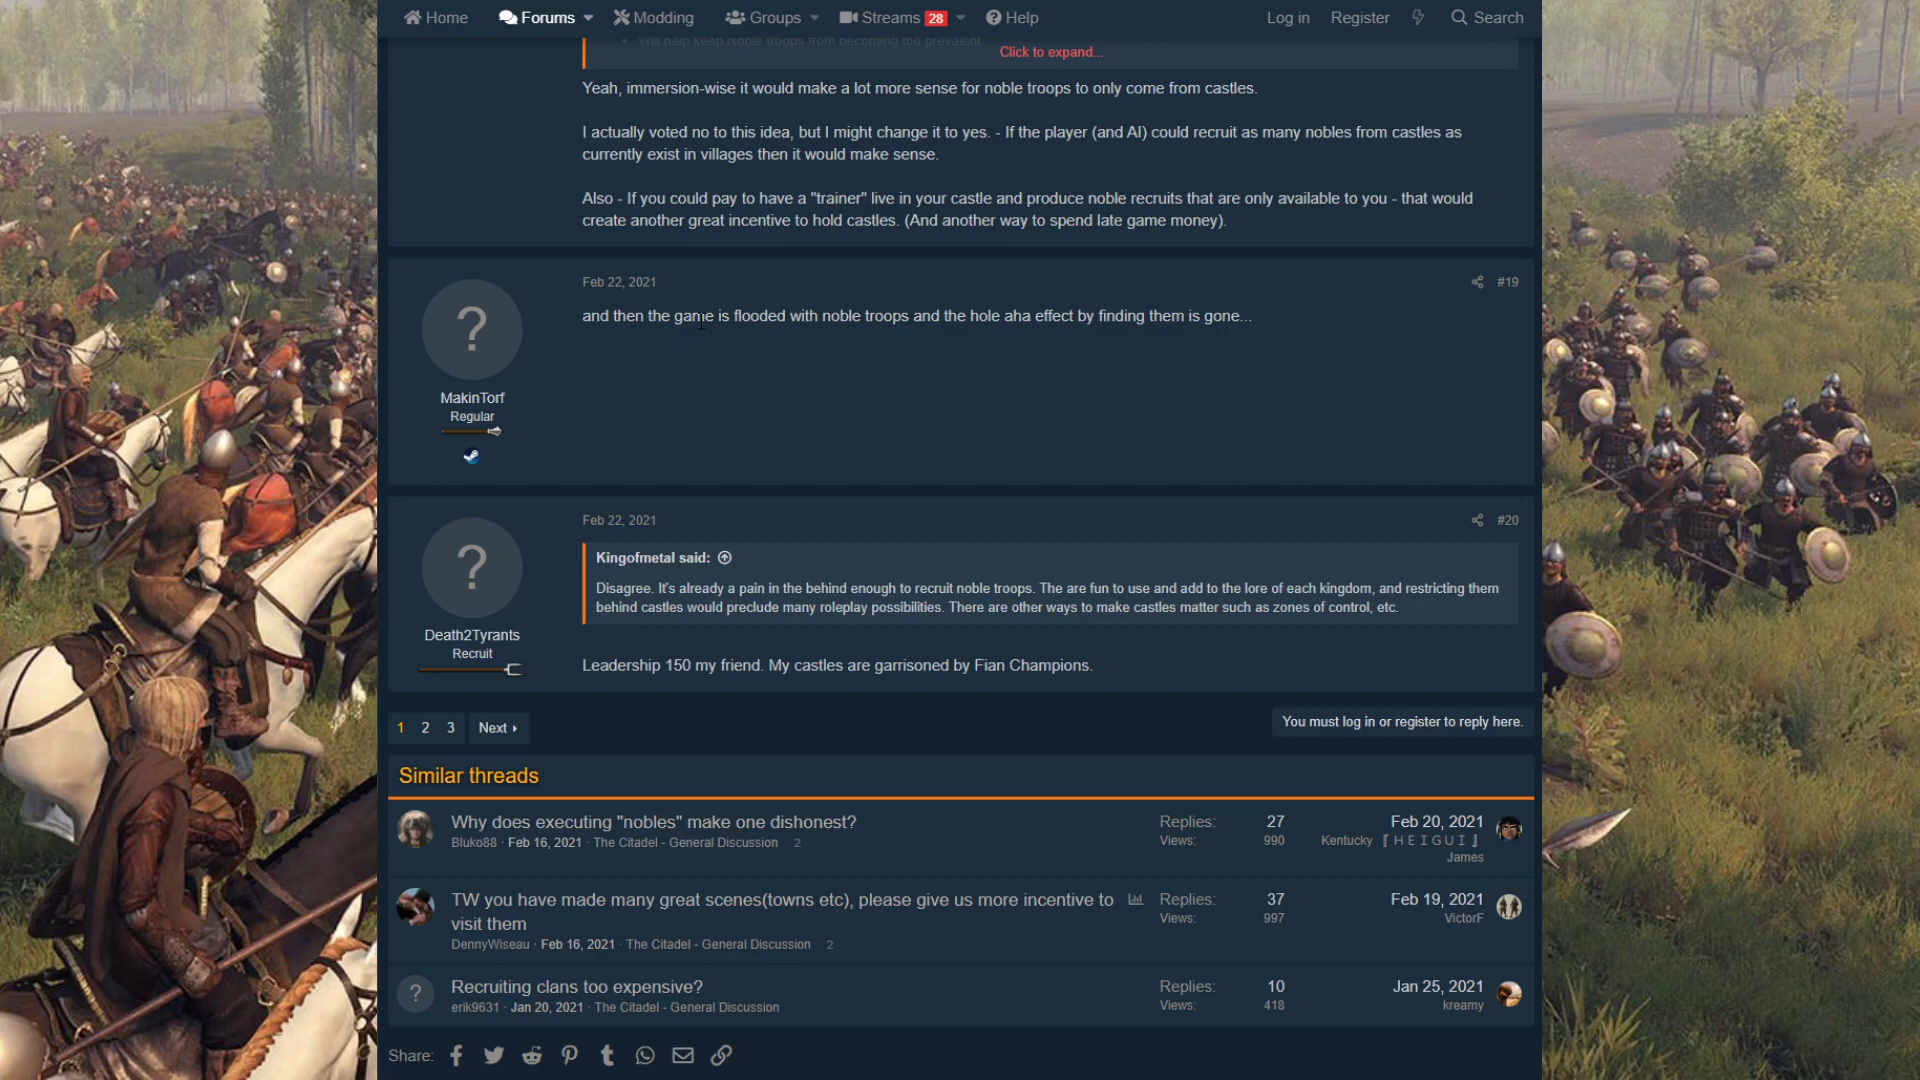 Home
Forums
Modding
Groups
Streams 28
Help
Log in
Register
Search
Will help keep Noble troops from becoming too prevalent
Click to expand...
Yeah, immersion-wise it would make a lot more sense for noble troops to only come from castles.
I actually voted no to this idea, but I might change it to yes. - If the player (and AI) could recruit as many nobles from castles as
currently exist in villages then it would make sense.
Also - If you could pay to have a "trainer" live in your castle and produce noble recruits that are only available to you - that would
create another great incentive to hold castles. (And another way to spend late game money).
Feb 22, 2021
#19
?
MakinTorf
Regular
and then the game is flooded with noble troops and the hole aha effect by finding them is gone...
Feb 22, 2021
#20
?
Death2Tyrants
Recruit
Kingofmetal said:
Disagree. It's already a pain in the behind enough to recruit noble troops. The are fun to use and add to the lore of each kingdom, and restricting them
behind castles would preclude many roleplay possibilities. There are other ways to make castles matter such as zones of control, etc.
Leadership 150 my friend. My castles are garrisoned by Fian Champions.
1 2 3 Next
You must log in or register to reply here.
Similar threads
Why does executing "nobles" make one dishonest?
Bluko88 · Feb 16, 2021 · The Citadel - General Discussion 2
Replies: 27
Views: 990
Feb 20, 2021
Kentucky 『 H E I G U I 』
James
TW you have made many great scenes(towns etc), please give us more incentive to
visit them
DennyWiseau · Feb 16, 2021 · The Citadel - General Discussion 2
Replies: 37
Views: 997
Feb 19, 2021
VictorF
?
Recruiting clans too expensive?
erik9631 · Jan 20, 2021 · The Citadel - General Discussion
Replies: 10
Views: 418
Jan 25, 2021
kreamy
Share: